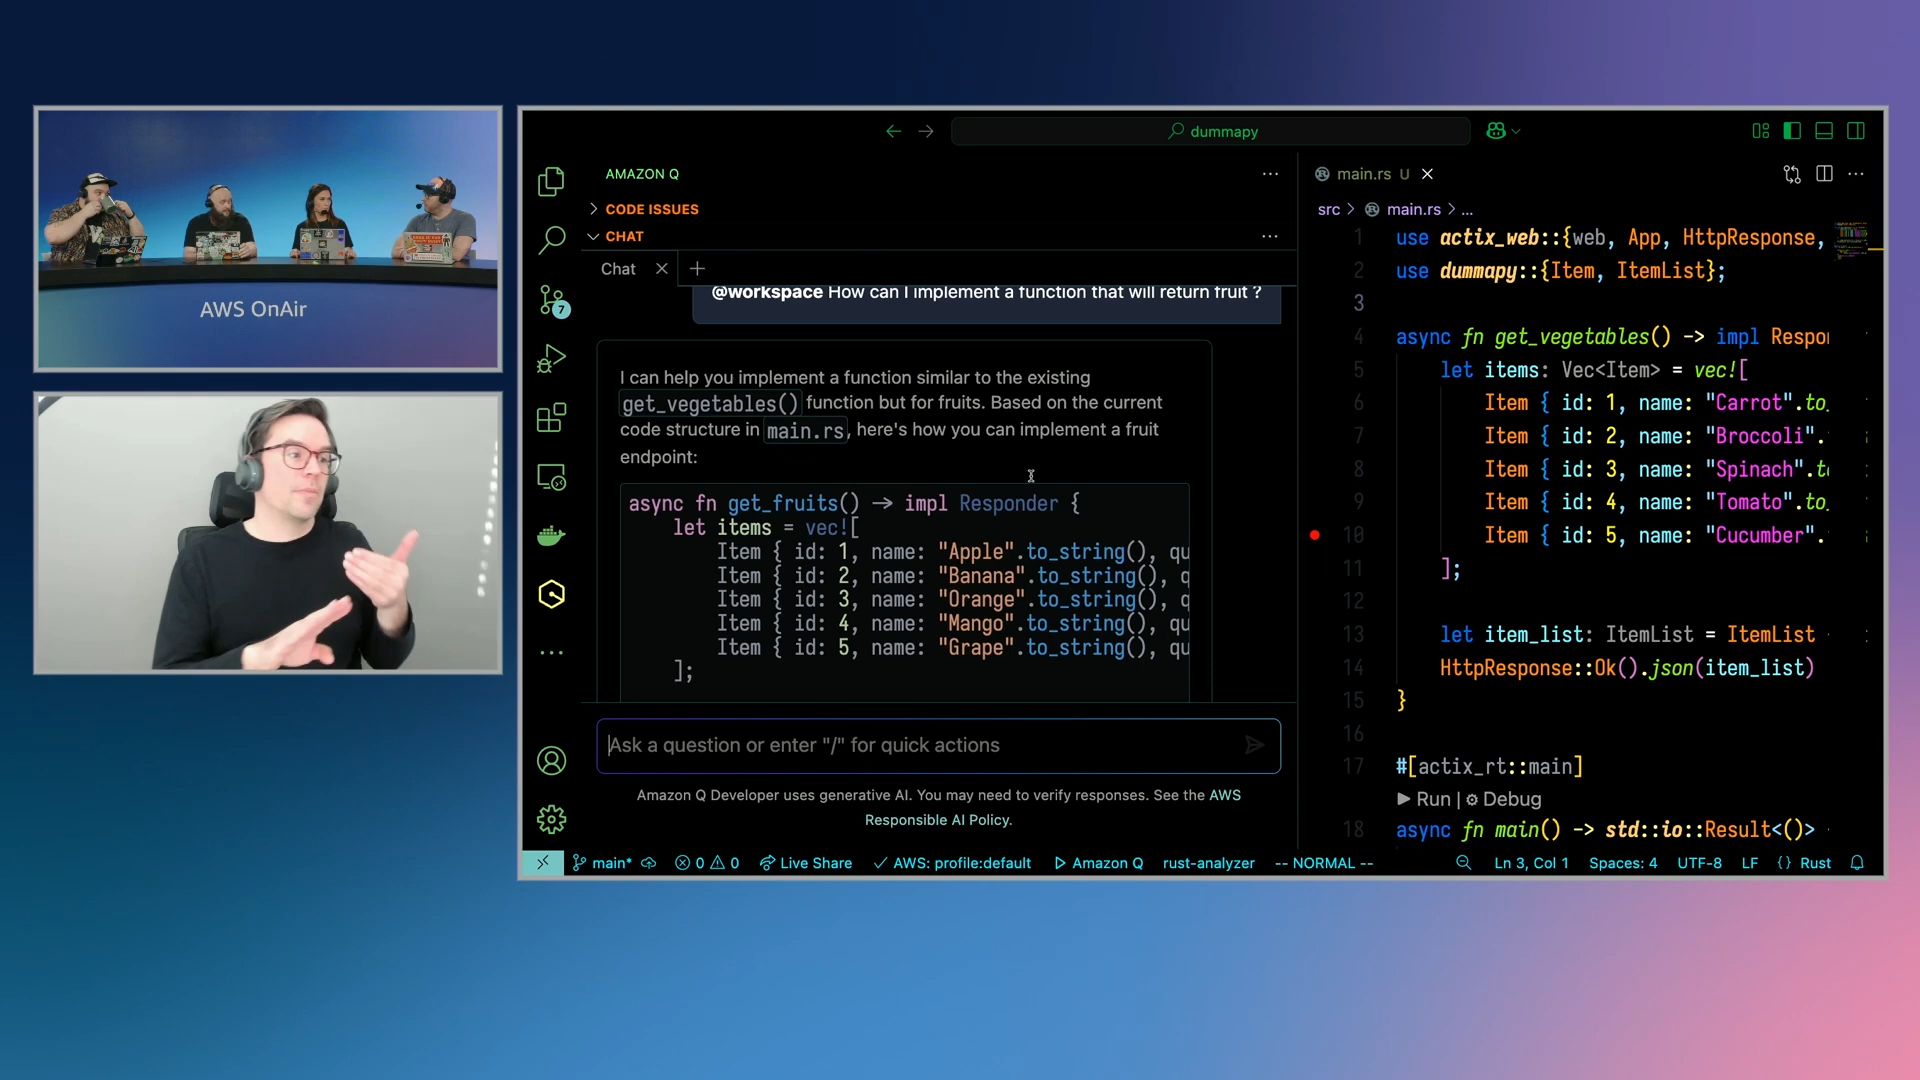 AWS OnAir
dummapy
AMAZON Q
CODE ISSUES
CHAT
Chat
@workspace How can I implement a function that will return fruit ?
I can help you implement a function similar to the existing
get_vegetables() function but for fruits. Based on the current
code structure in main.rs, here's how you can implement a fruit
endpoint:
async fn get_fruits() -> impl Responder {
let items = vec![
Item { id: 1, name: "Apple".to_string(), qu
Item { id: 2, name: "Banana".to_string(), q
Item { id: 3, name: "Orange".to_string(), q
Item { id: 4, name: "Mango".to_string(), qu
Item { id: 5, name: "Grape".to_string(), qu
];
Ask a question or enter "/" for quick actions
Amazon Q Developer uses generative AI. You may need to verify responses. See the AWS
Responsible AI Policy.
main.rs U
src > main.rs > ...
1 use actix_web::{web, App, HttpResponse,
2 use dummapy::{Item, ItemList};
3
4 async fn get_vegetables() -> impl Respon
5 let items: Vec<Item> = vec![
6 Item { id: 1, name: "Carrot".to_
7 Item { id: 2, name: "Broccoli".
8 Item { id: 3, name: "Spinach".to
9 Item { id: 4, name: "Tomato".to_
10 Item { id: 5, name: "Cucumber".
11 ];
12
13 let item_list: ItemList = ItemList
14 HttpResponse::Ok().json(item_list)
15 }
16
17 #[actix_rt::main]
Run | Debug
18 async fn main() -> std::io::Result<()>
7
main* 0 0 Live Share AWS: profile:default Amazon Q rust-analyzer -- NORMAL -- Ln 3, Col 1 Spaces: 4 UTF-8 LF {} Rust